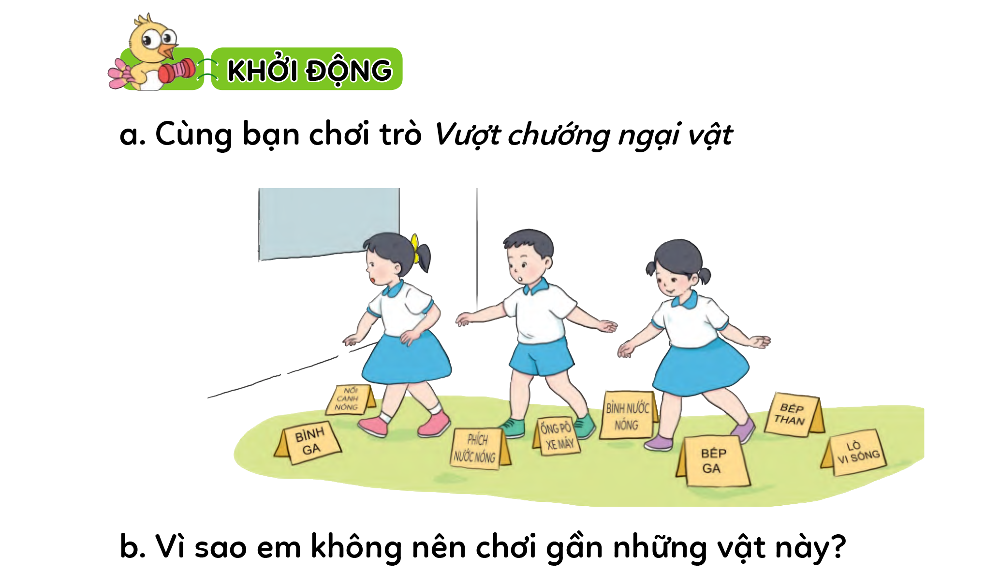 KHỞI ĐỘNG
a. Cùng bạn chơi trò Vượt chướng ngại vật
NỒI
CANH
NÓNG
BÌNH
GA
PHÍCH
NƯỚC NÓNG
ỐNG PÔ
XE MÁY
BÌNH NƯỚC
NÓNG
BẾP
GA
BẾP
THAN
LÒ
VI SÓNG
b. Vì sao em không nên chơi gần những vật này?